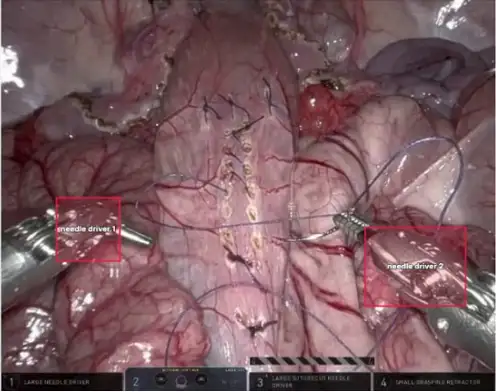 needle driver 1
needle driver 2
1 LARGE NEEDLE DRIVER
2
3 LARGE SUTURECUT NEEDLE
DRIVER
4 SMALL GRASPING RETRACTOR